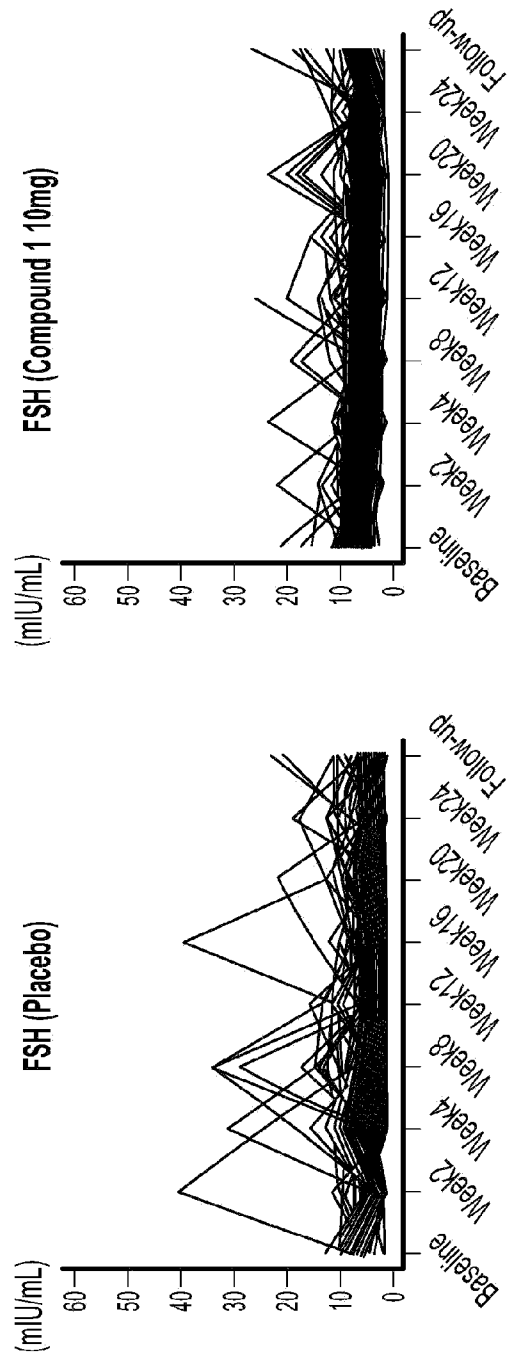 FSH (Placebo)
(mIU/mL)
60
50
40
30
20
10
0
Baseline
Week2
Week4
Week8
Week12
Week16
Week20
Week24
Follow-up
FSH (Compound 1 10mg)
(mIU/mL)
60
50
40
30
20
10
0
Baseline
Week2
Week4
Week8
Week12
Week16
Week20
Week24
Follow-up